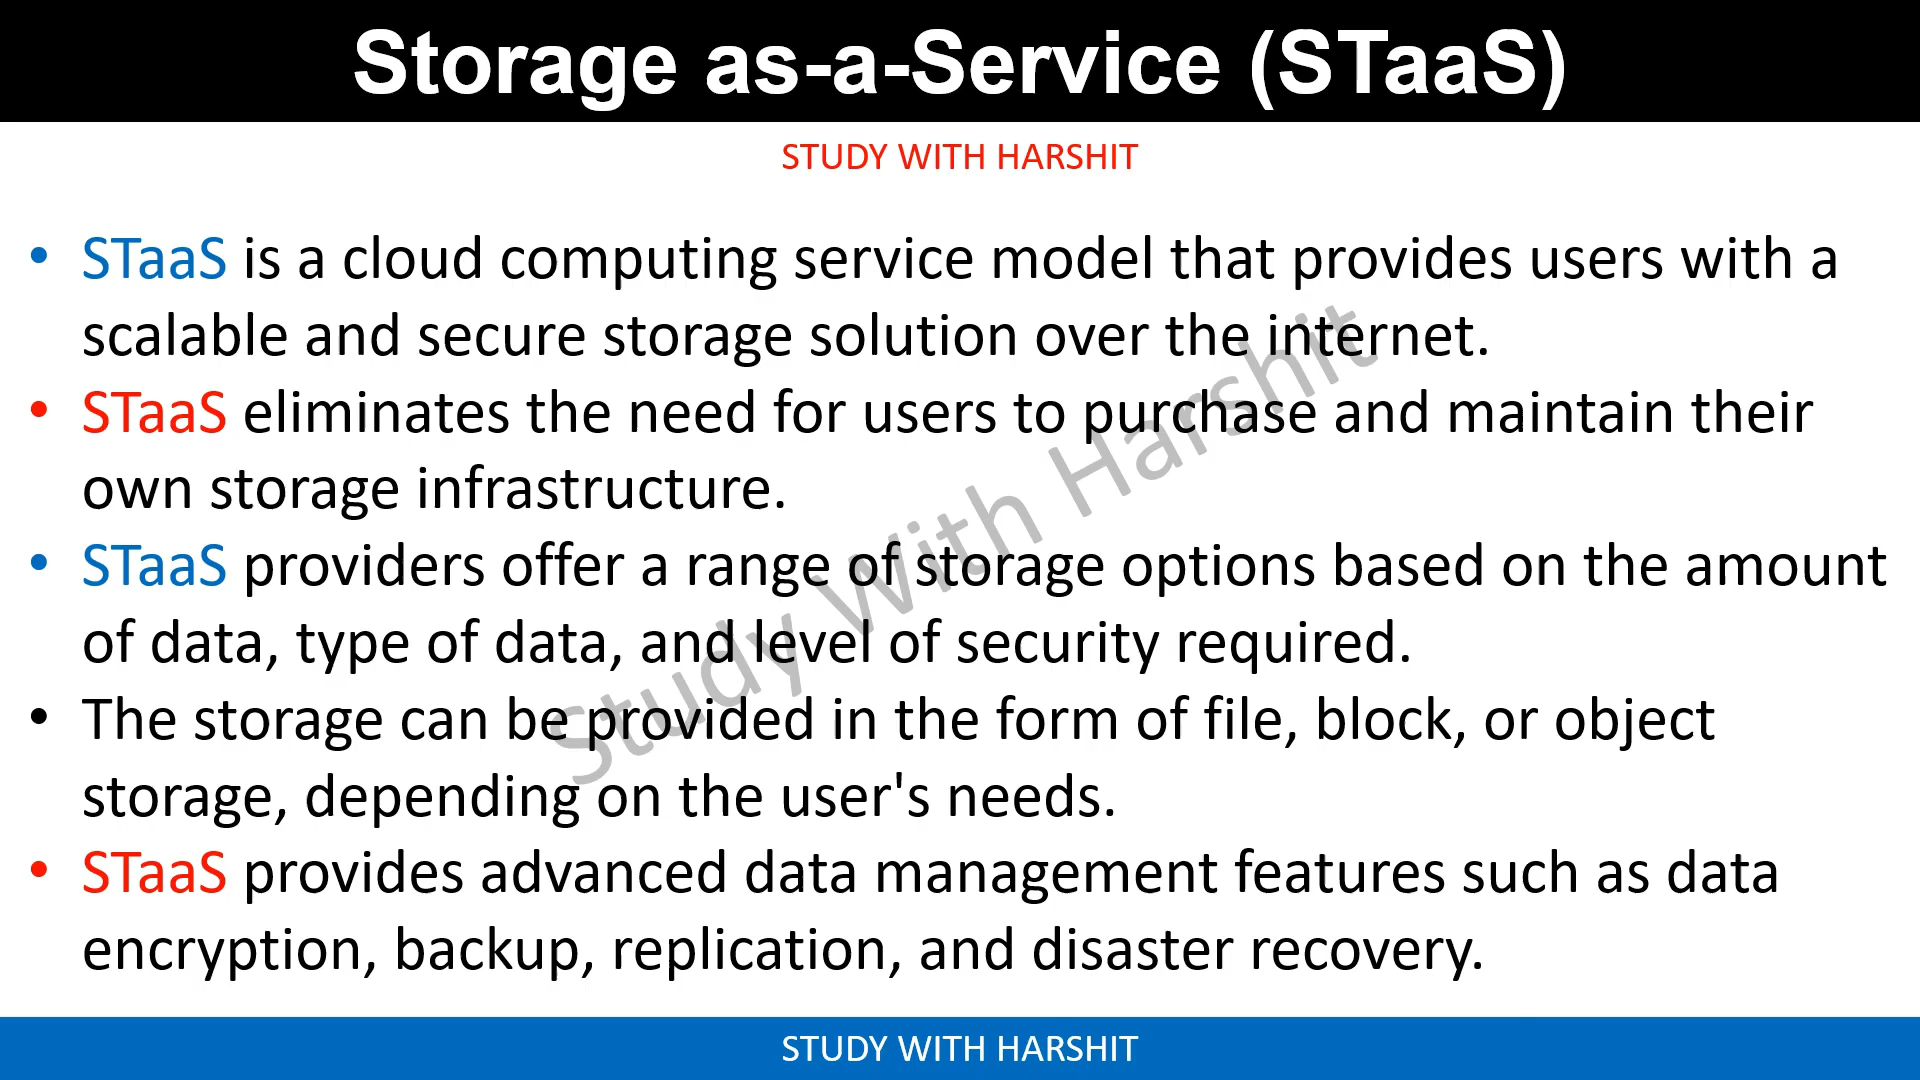 Storage as-a-Service (STaaS)
STUDY WITH HARSHIT
• STaaS is a cloud computing service model that provides users with a
scalable and secure storage solution over the internet.
• STaaS eliminates the need for users to purchase and maintain their
own storage infrastructure.
• STaaS providers offer a range of storage options based on the amount
of data, type of data, and level of security required.
• The storage can be provided in the form of file, block, or object
storage, depending on the user's needs.
• STaaS provides advanced data management features such as data
encryption, backup, replication, and disaster recovery.
Study With Harshit
STUDY WITH HARSHIT